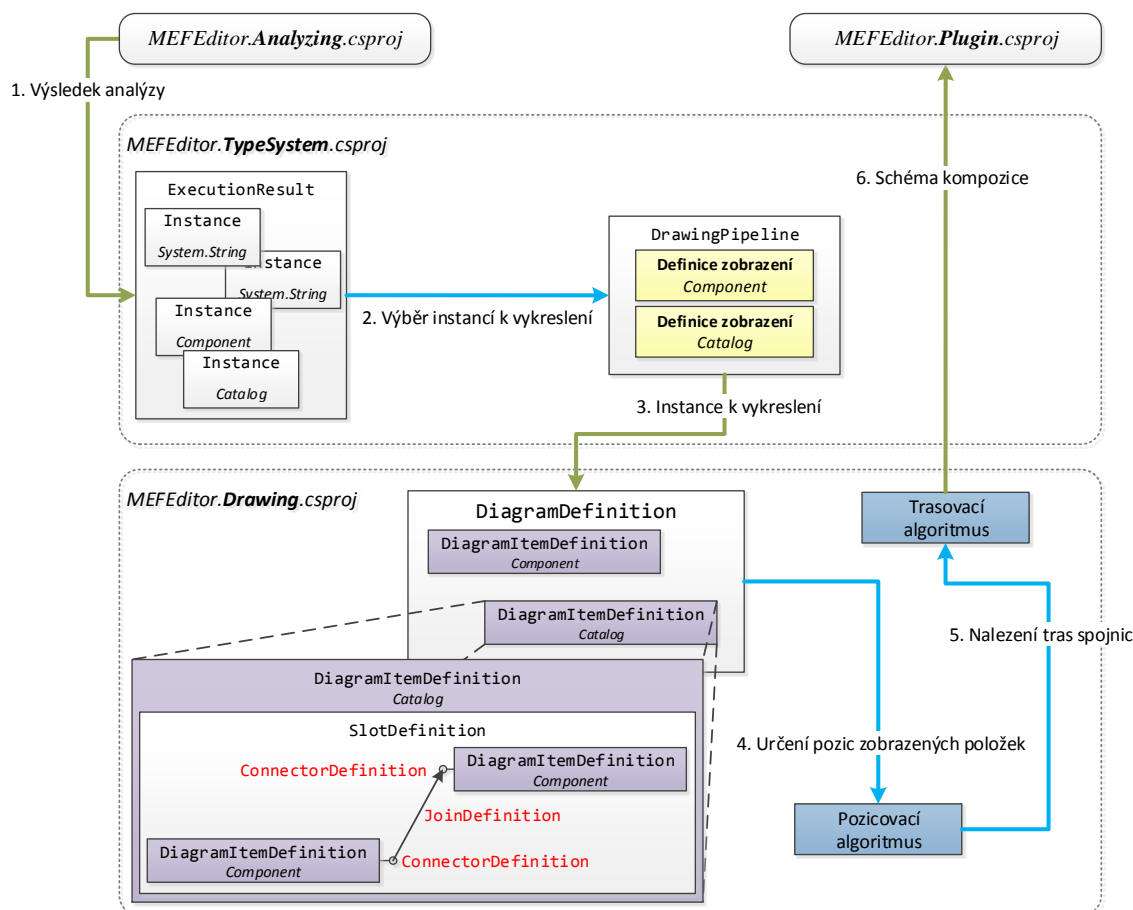 MEFEditor.Analyzing.csproj
MEFEditor.Plugin.csproj
1. Výsledek analýzy
MEFEditor.TypeSystem.csproj
ExecutionResult
Instance
System.String
Instance
System.String
Instance
Component
Instance
Catalog
2. Výběr instancí k vykreslení
DrawingPipeline
Definice zobrazení
Component
Definice zobrazení
Catalog
6. Schéma kompozice
3. Instance k vykreslení
MEFEditor.Drawing.csproj
DiagramDefinition
DiagramItemDefinition
Component
DiagramItemDefinition
Catalog
Trasovací
algoritmus
5. Nalezení tras spojnic
DiagramItemDefinition
Catalog
SlotDefinition
ConnectorDefinition
DiagramItemDefinition
Component
JoinDefinition
DiagramItemDefinition
Component
ConnectorDefinition
4. Určení pozic zobrazených položek
Pozicovací
algoritmus